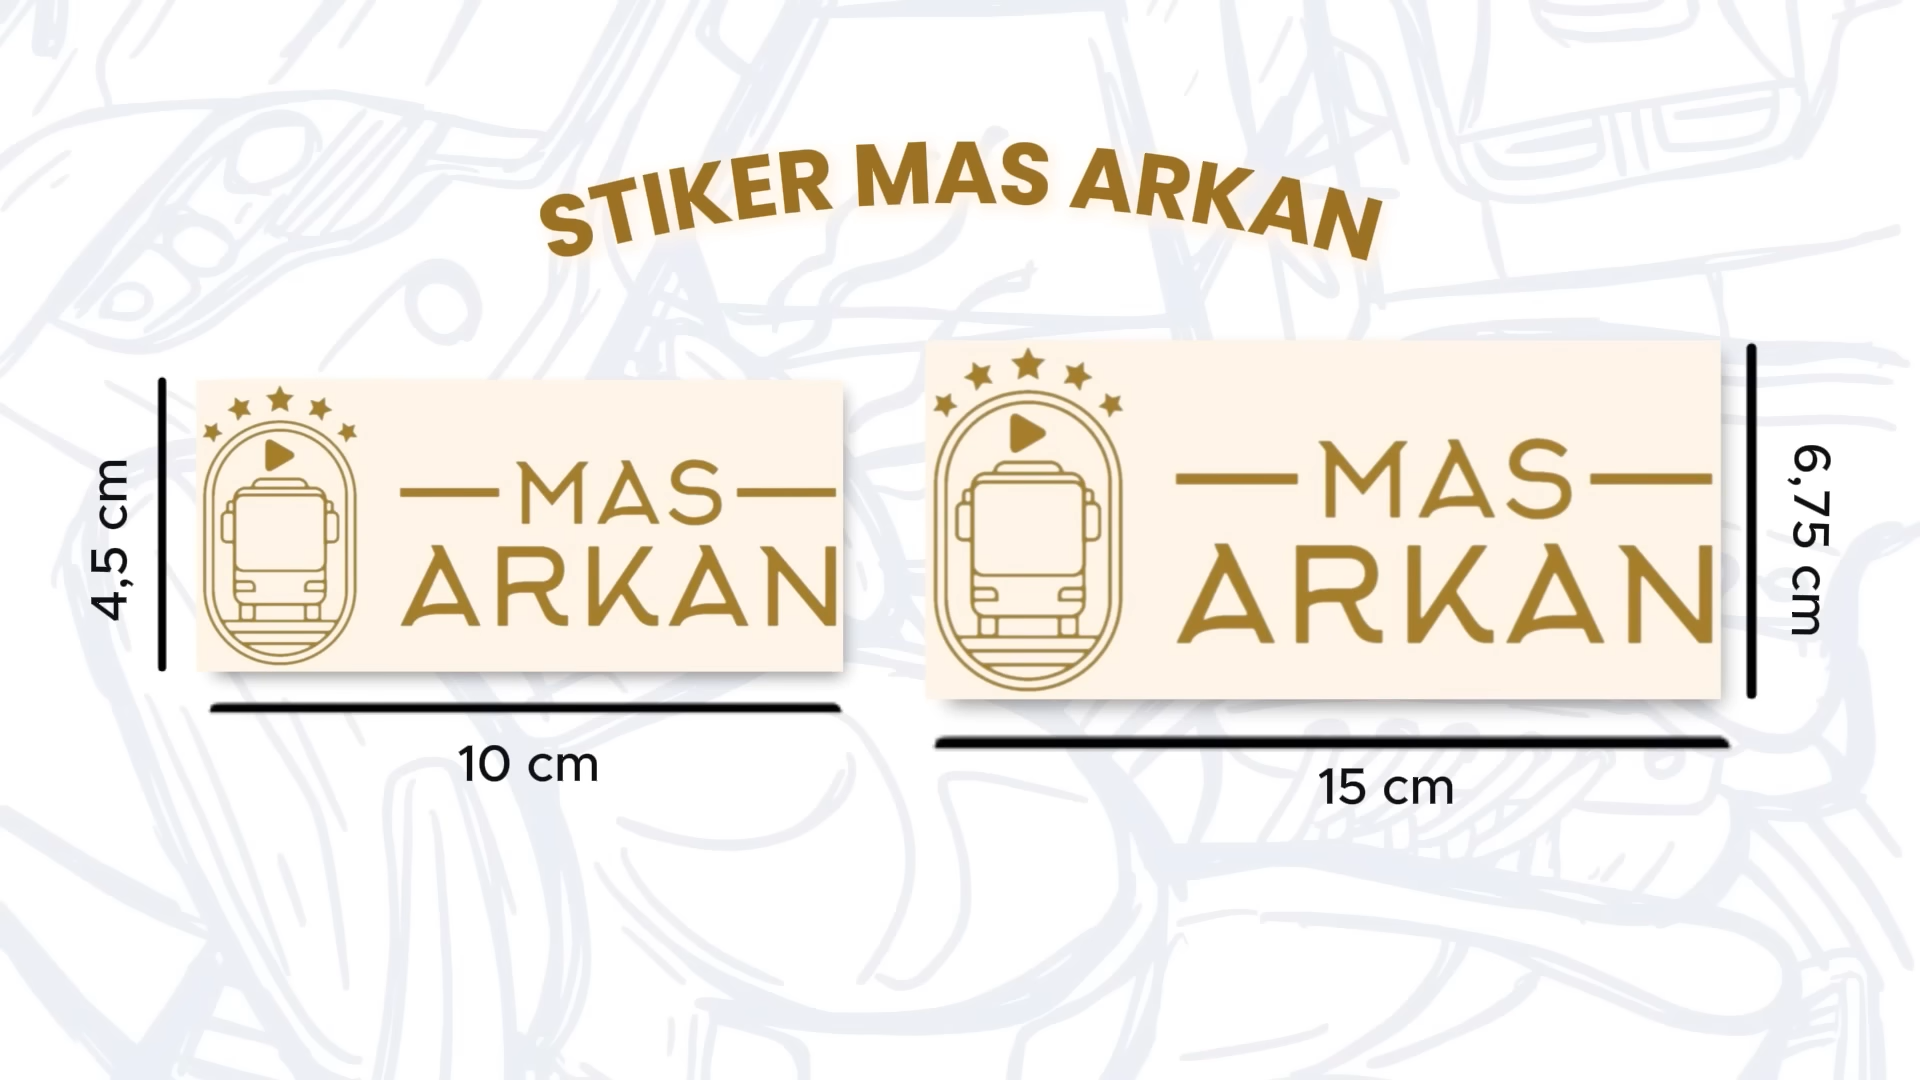 STIKER MAS ARKAN
4,5 cm
MAS
ARKAN
10 cm
MAS
ARKAN
6,75 cm
15 cm